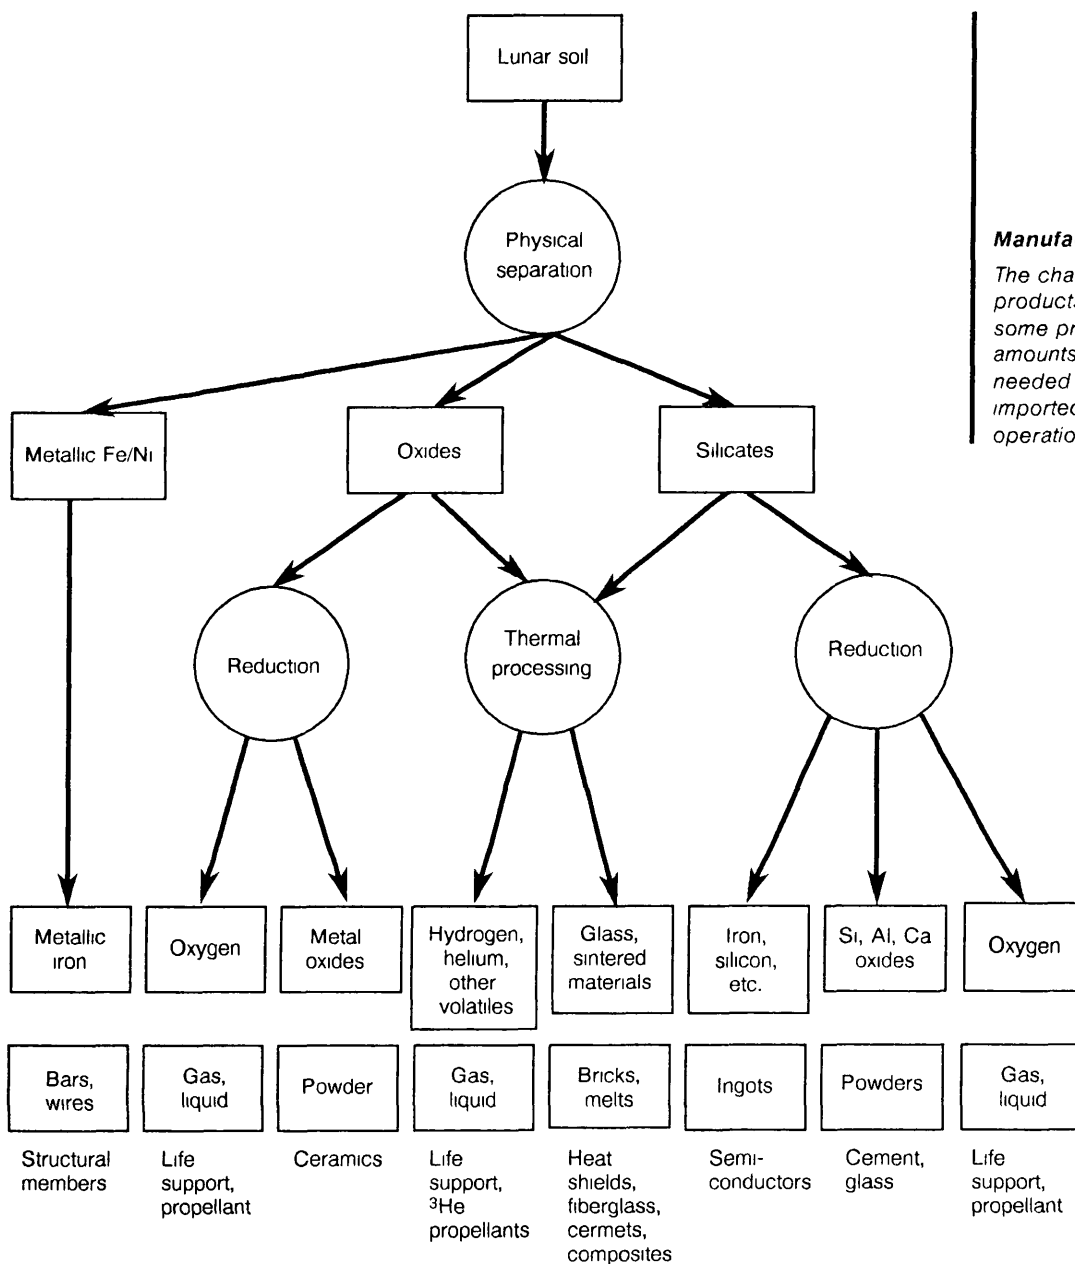 Lunar soil
Physical
separation
Manufa
The cha
product
some pr
amounts
needed
imported
operatio
Metallic Fe/Ni
Oxides
Silicates
Reduction
Thermal
processing
Reduction
Metallic
iron
Oxygen
Metal
oxides
Hydrogen,
helium,
other
volatiles
Glass,
sintered
materials
Iron,
silicon,
etc.
Si, Al, Ca
oxides
Oxygen
Bars,
wires
Gas,
liquid
Powder
Gas,
liquid
Bricks,
melts
Ingots
Powders
Gas,
liquid
Structural
members
Life
support,
propellant
Ceramics
Life
support,
³He
propellants
Heat
shields,
fiberglass,
cermets,
composites
Semi-
conductors
Cement,
glass
Life
support,
propellant